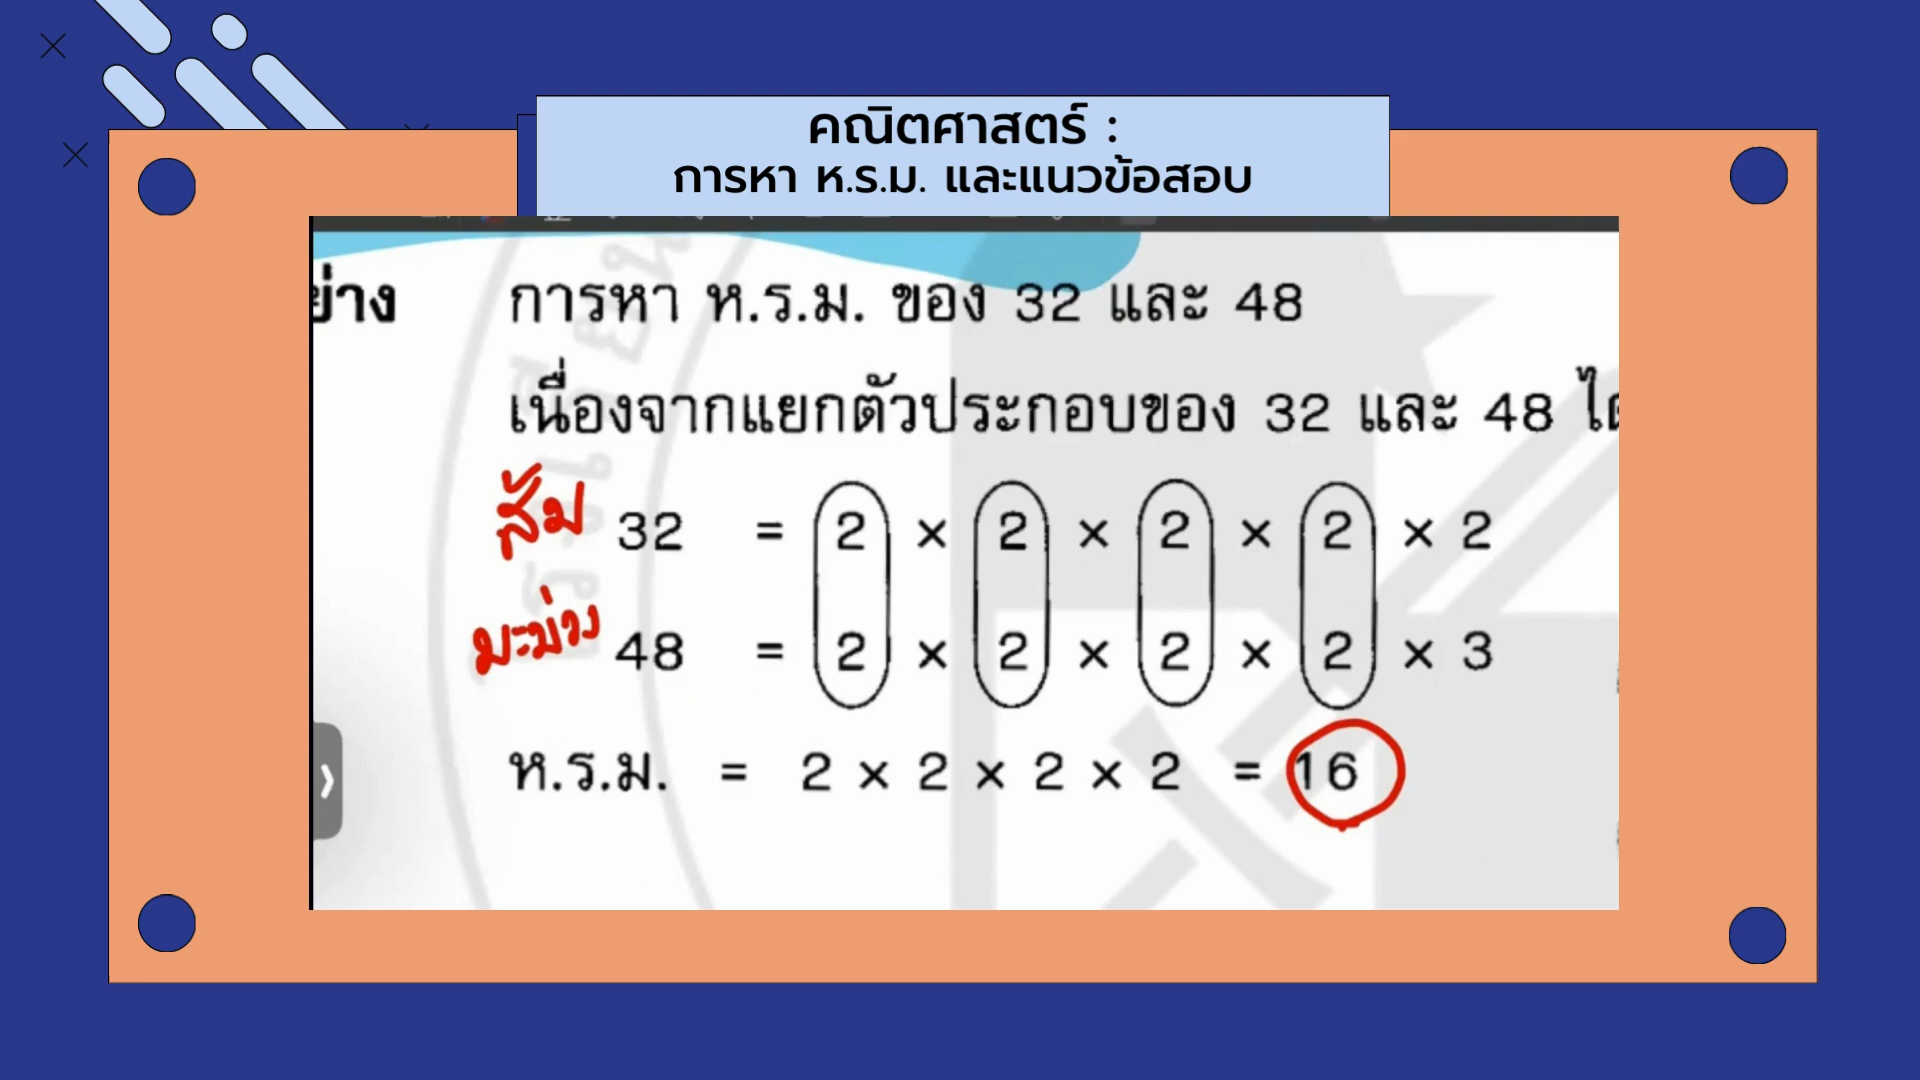 คณิตศาสตร์ :
การหา ห.ร.ม. และแนวข้อสอบ
ย่าง การหา ห.ร.ม. ของ 32 และ 48
เนื่องจากแยกตัวประกอบของ 32 และ 48
ส้ม 32 = 2 × 2 × 2 × 2 × 2
มะม่วง 48 = 2 × 2 × 2 × 2 × 3
ห.ร.ม. = 2 × 2 × 2 × 2 = 16